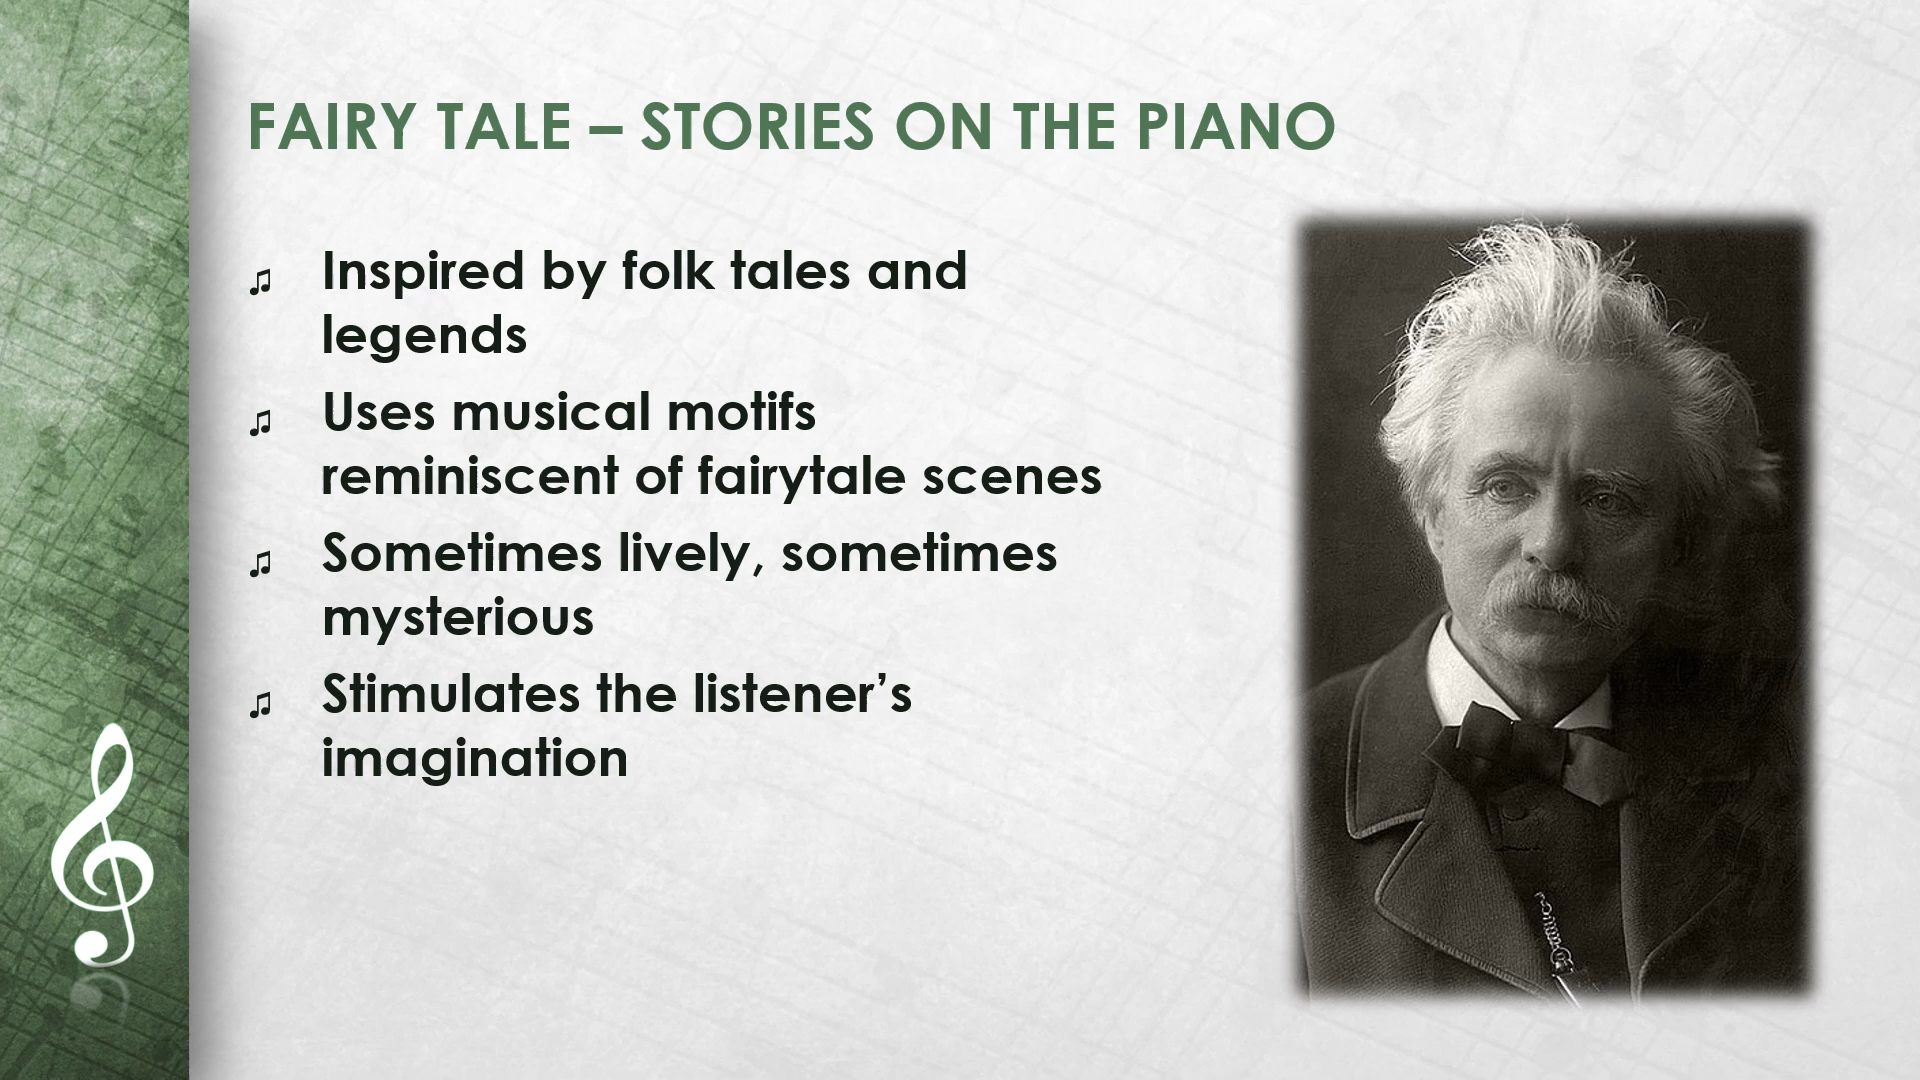 FAIRY TALE – STORIES ON THE PIANO
♫ Inspired by folk tales and
legends
♫ Uses musical motifs
reminiscent of fairytale scenes
♫ Sometimes lively, sometimes
mysterious
♫ Stimulates the listener’s
imagination